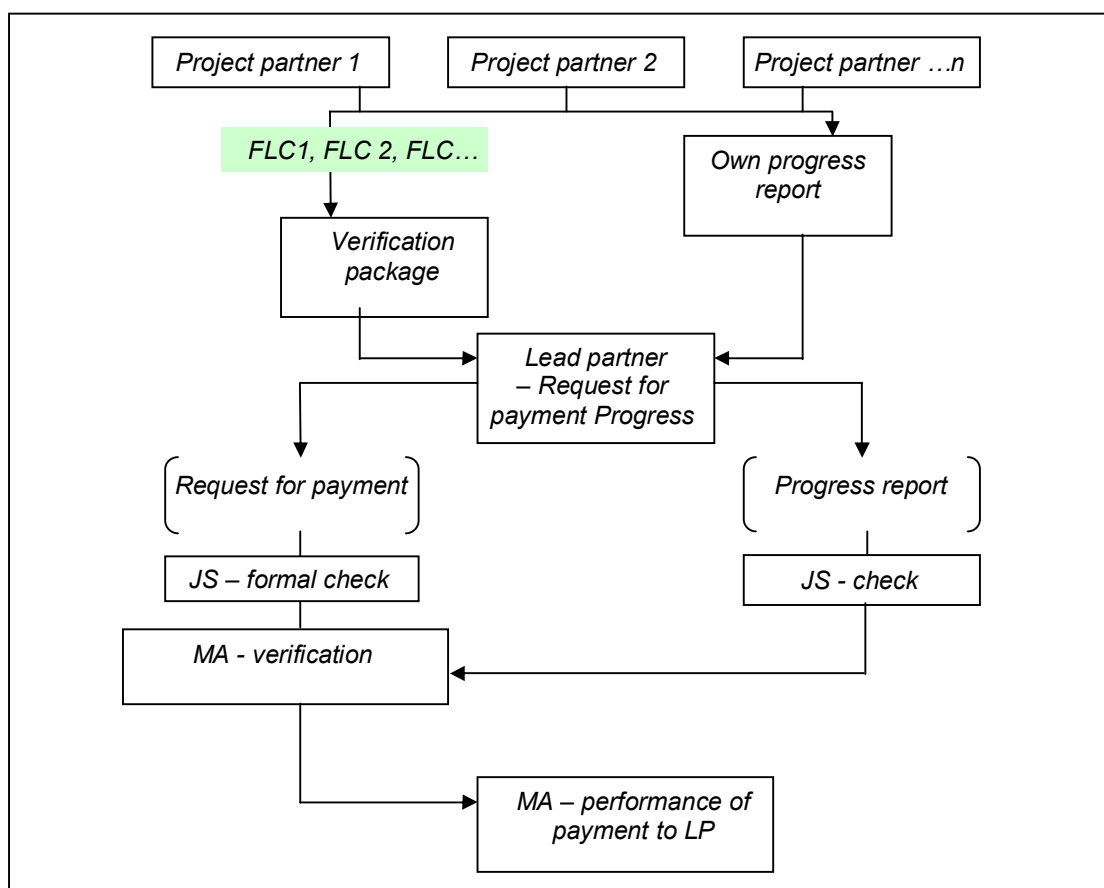 Project partner 1
Project partner 2
Project partner …n
FLC1, FLC 2, FLC…
Own progress
report
Verification
package
Lead partner
– Request for
payment Progress
Request for payment
Progress report
JS – formal check
JS - check
MA - verification
MA – performance of
payment to LP